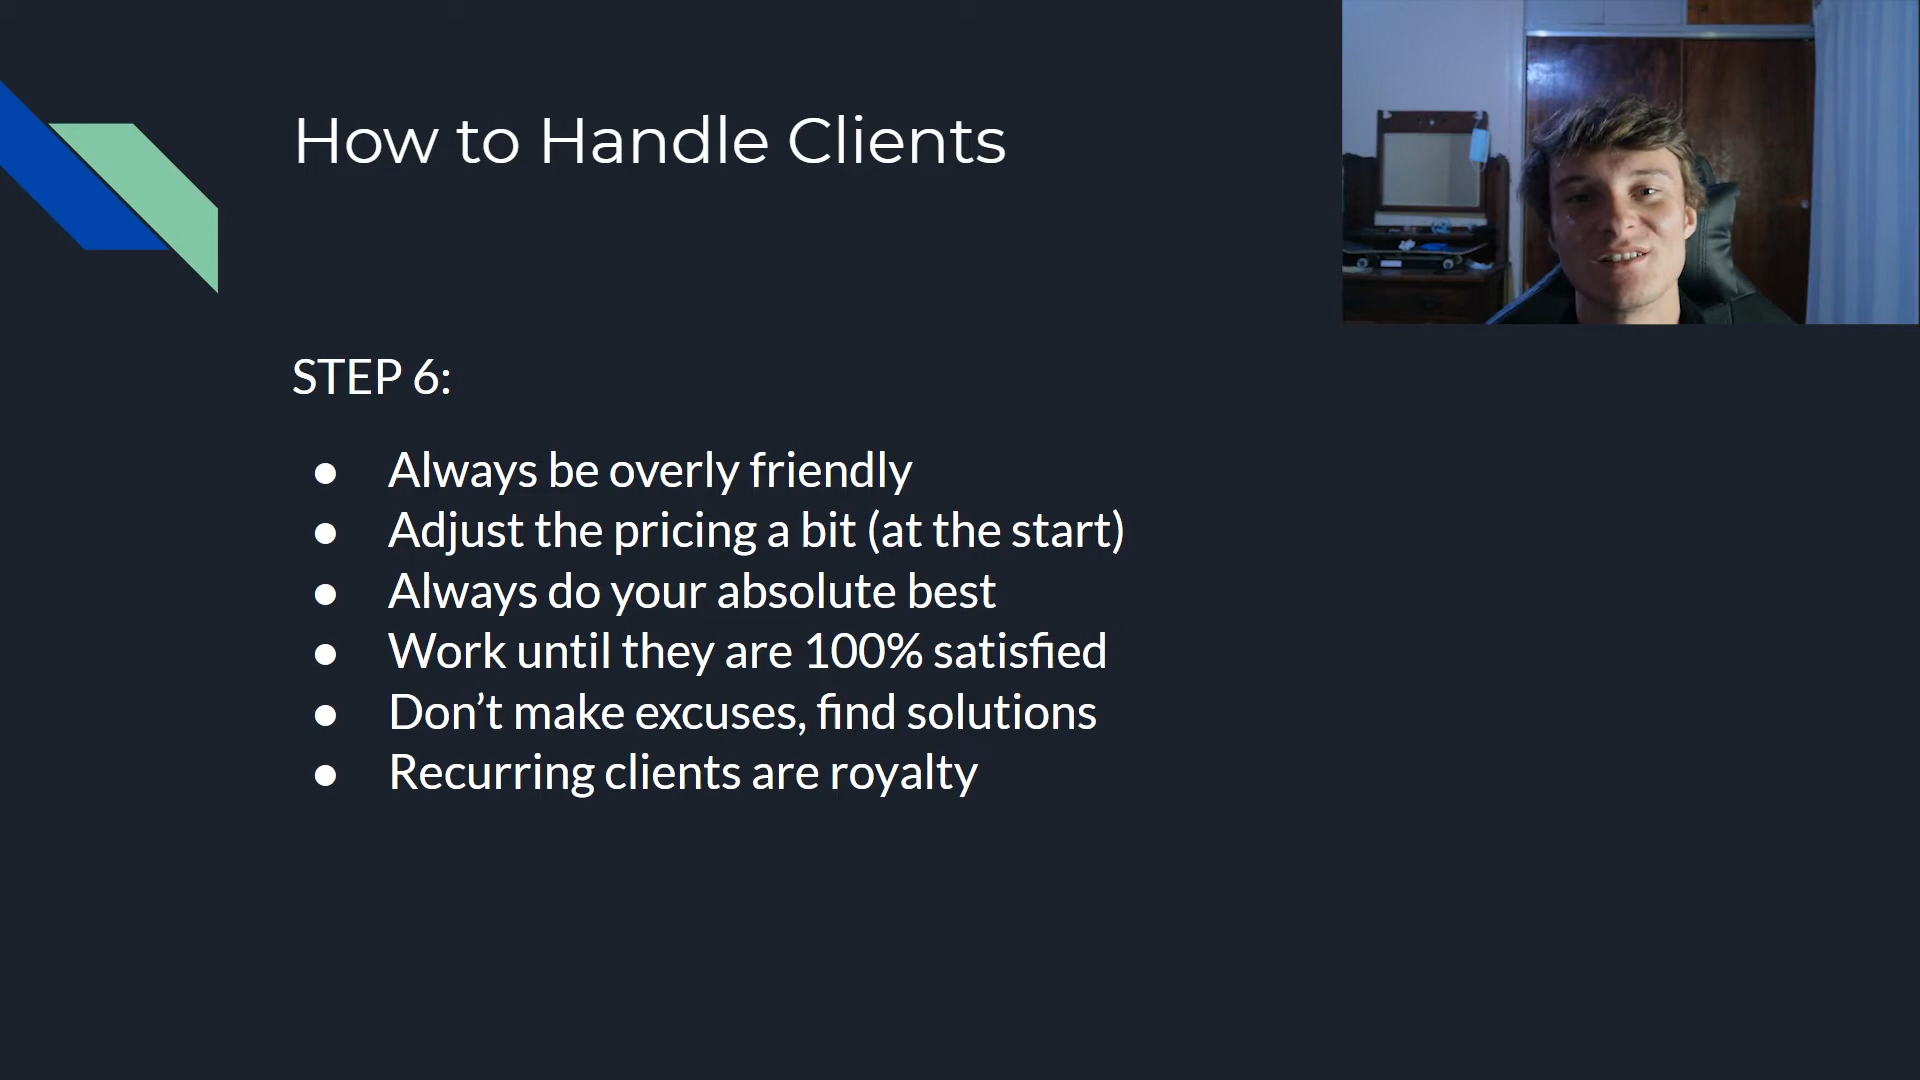 How to Handle Clients
STEP 6:
● Always be overly friendly
● Adjust the pricing a bit (at the start)
● Always do your absolute best
● Work until they are 100% satisfied
● Don’t make excuses, find solutions
● Recurring clients are royalty